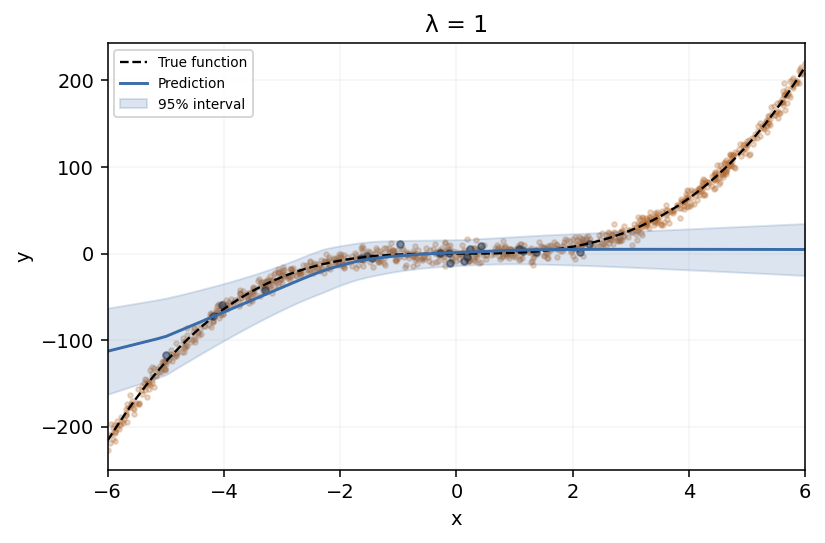 λ = 1
True function
Prediction
95% interval
200
100
0
−100
−200
y
−6 −4 −2 0 2 4 6
x